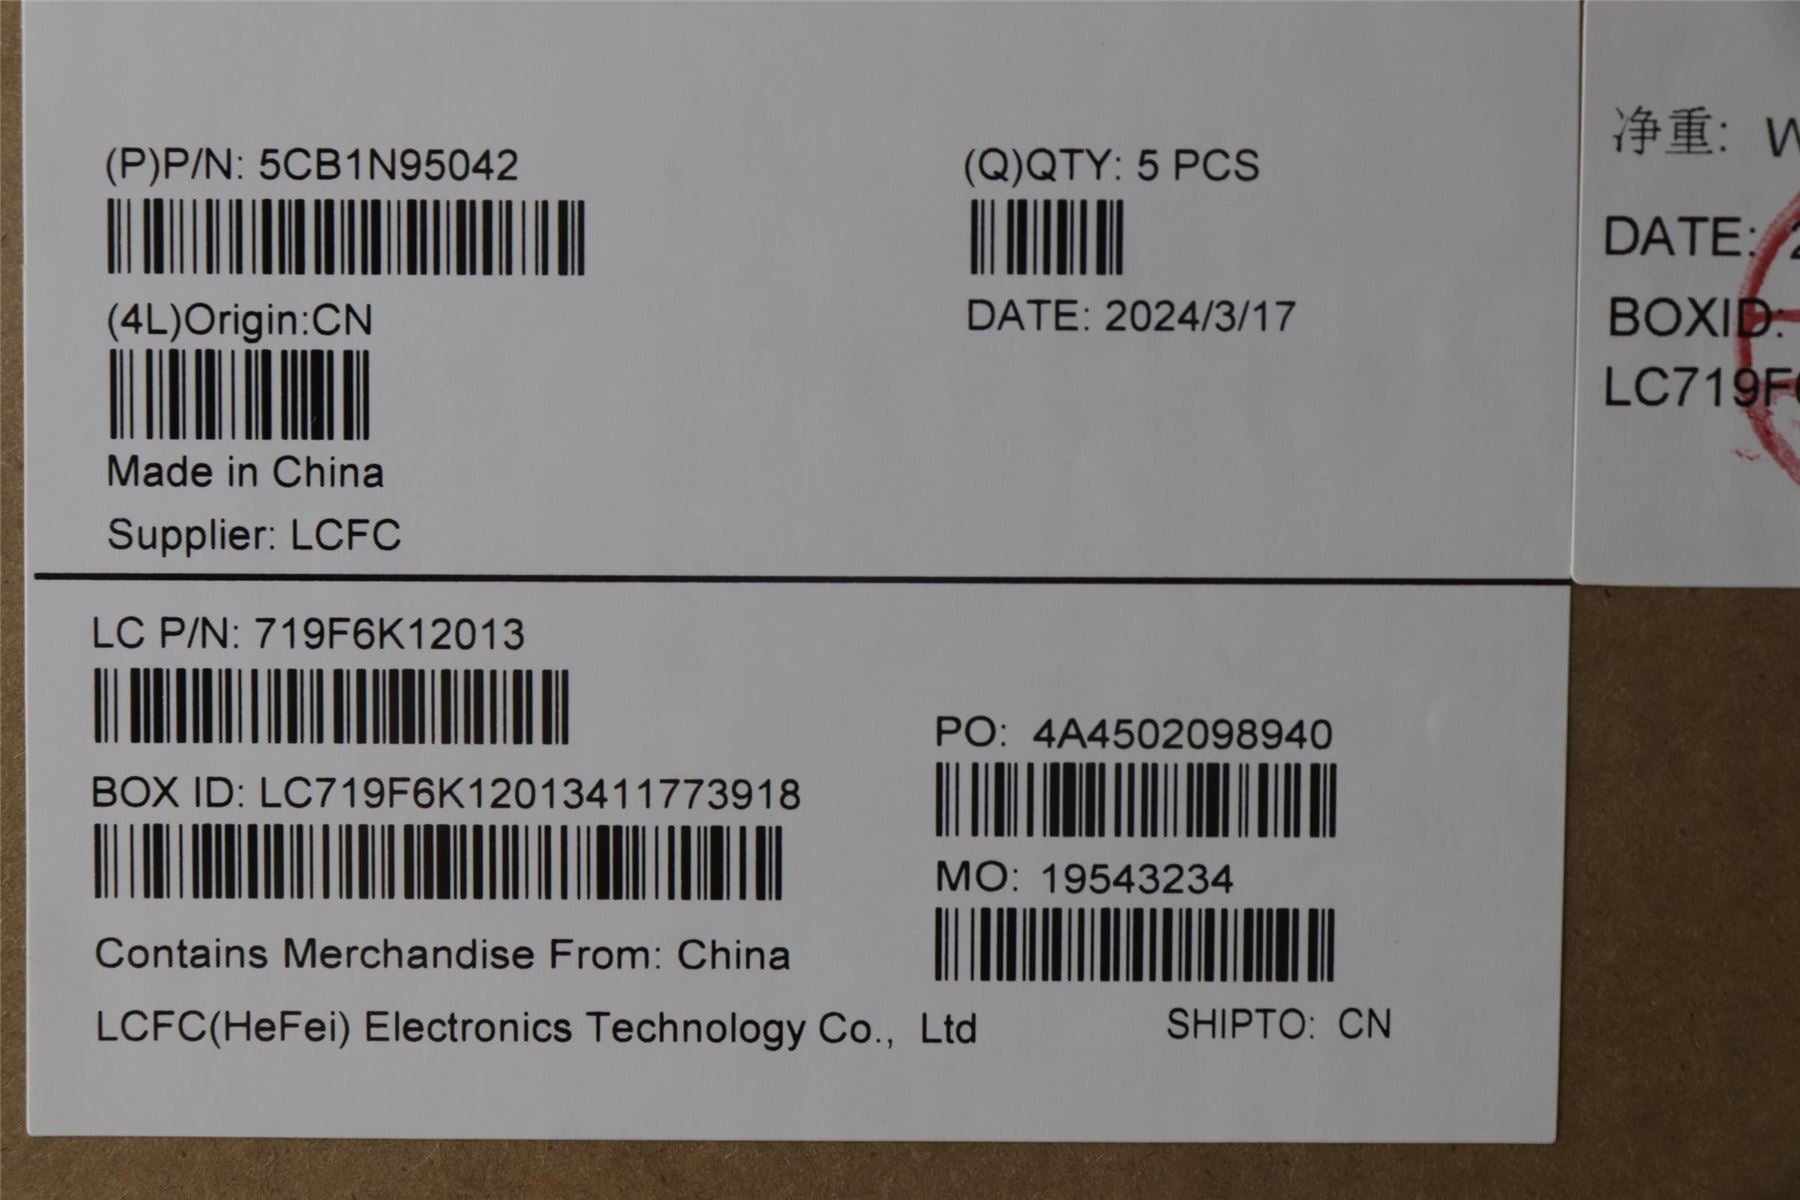 (P)P/N: 5CB1N95042
(Q)QTY: 5 PCS
(4L)Origin:CN
DATE: 2024/3/17
Made in China
Supplier: LCFC
LC P/N: 719F6K12013
PO: 4A4502098940
BOX ID: LC719F6K12013411773918
MO: 19543234
Contains Merchandise From: China
LCFC(HeFei) Electronics Technology Co., Ltd
SHIPTO: CN
净重:
DATE:
BOXID:
LC719F